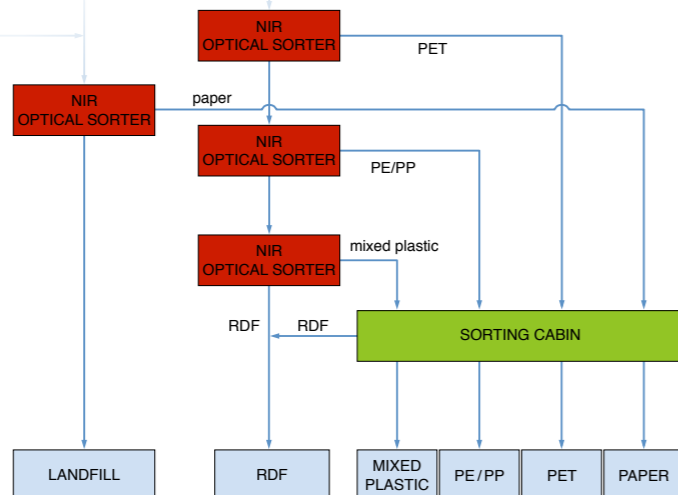 NIR
OPTICAL SORTER
PET
NIR
OPTICAL SORTER
paper
NIR
OPTICAL SORTER
PE/PP
NIR
OPTICAL SORTER
mixed plastic
RDF
RDF
SORTING CABIN
LANDFILL
RDF
MIXED
PLASTIC
PE/PP
PET
PAPER